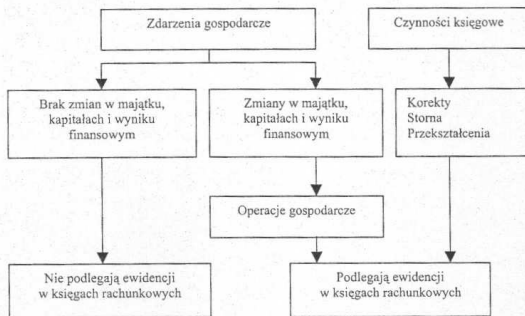 Zdarzenia gospodarcze
Czynności księgowe
Brak zmian w majątku,
kapitałach i wyniku
finansowym
Zmiany w majątku,
kapitałach i wyniku
finansowym
Korekty
Storna
Przekształcenia
Operacje gospodarcze
Nie podlegają ewidencji
w księgach rachunkowych
Podlegają ewidencji
w księgach rachunkowych